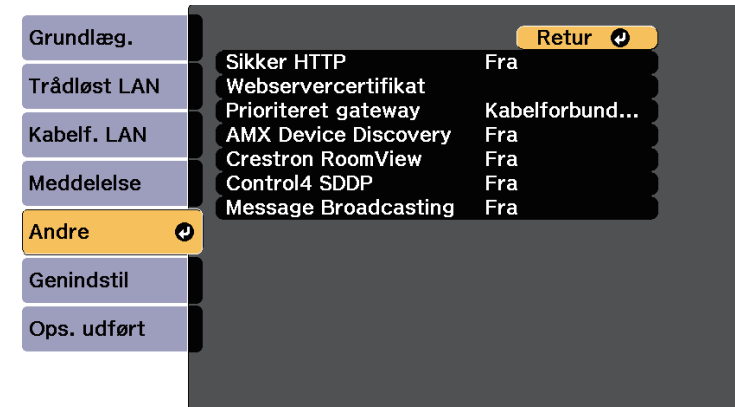 Grundlæg.
Trådløst LAN
Kabelf. LAN
Meddelelse
Andre
Genindstil
Ops. udført
Retur
Sikker HTTP Fra
Webservercertifikat
Prioriteret gateway Kabelforbund...
AMX Device Discovery Fra
Crestron RoomView Fra
Control4 SDDP Fra
Message Broadcasting Fra